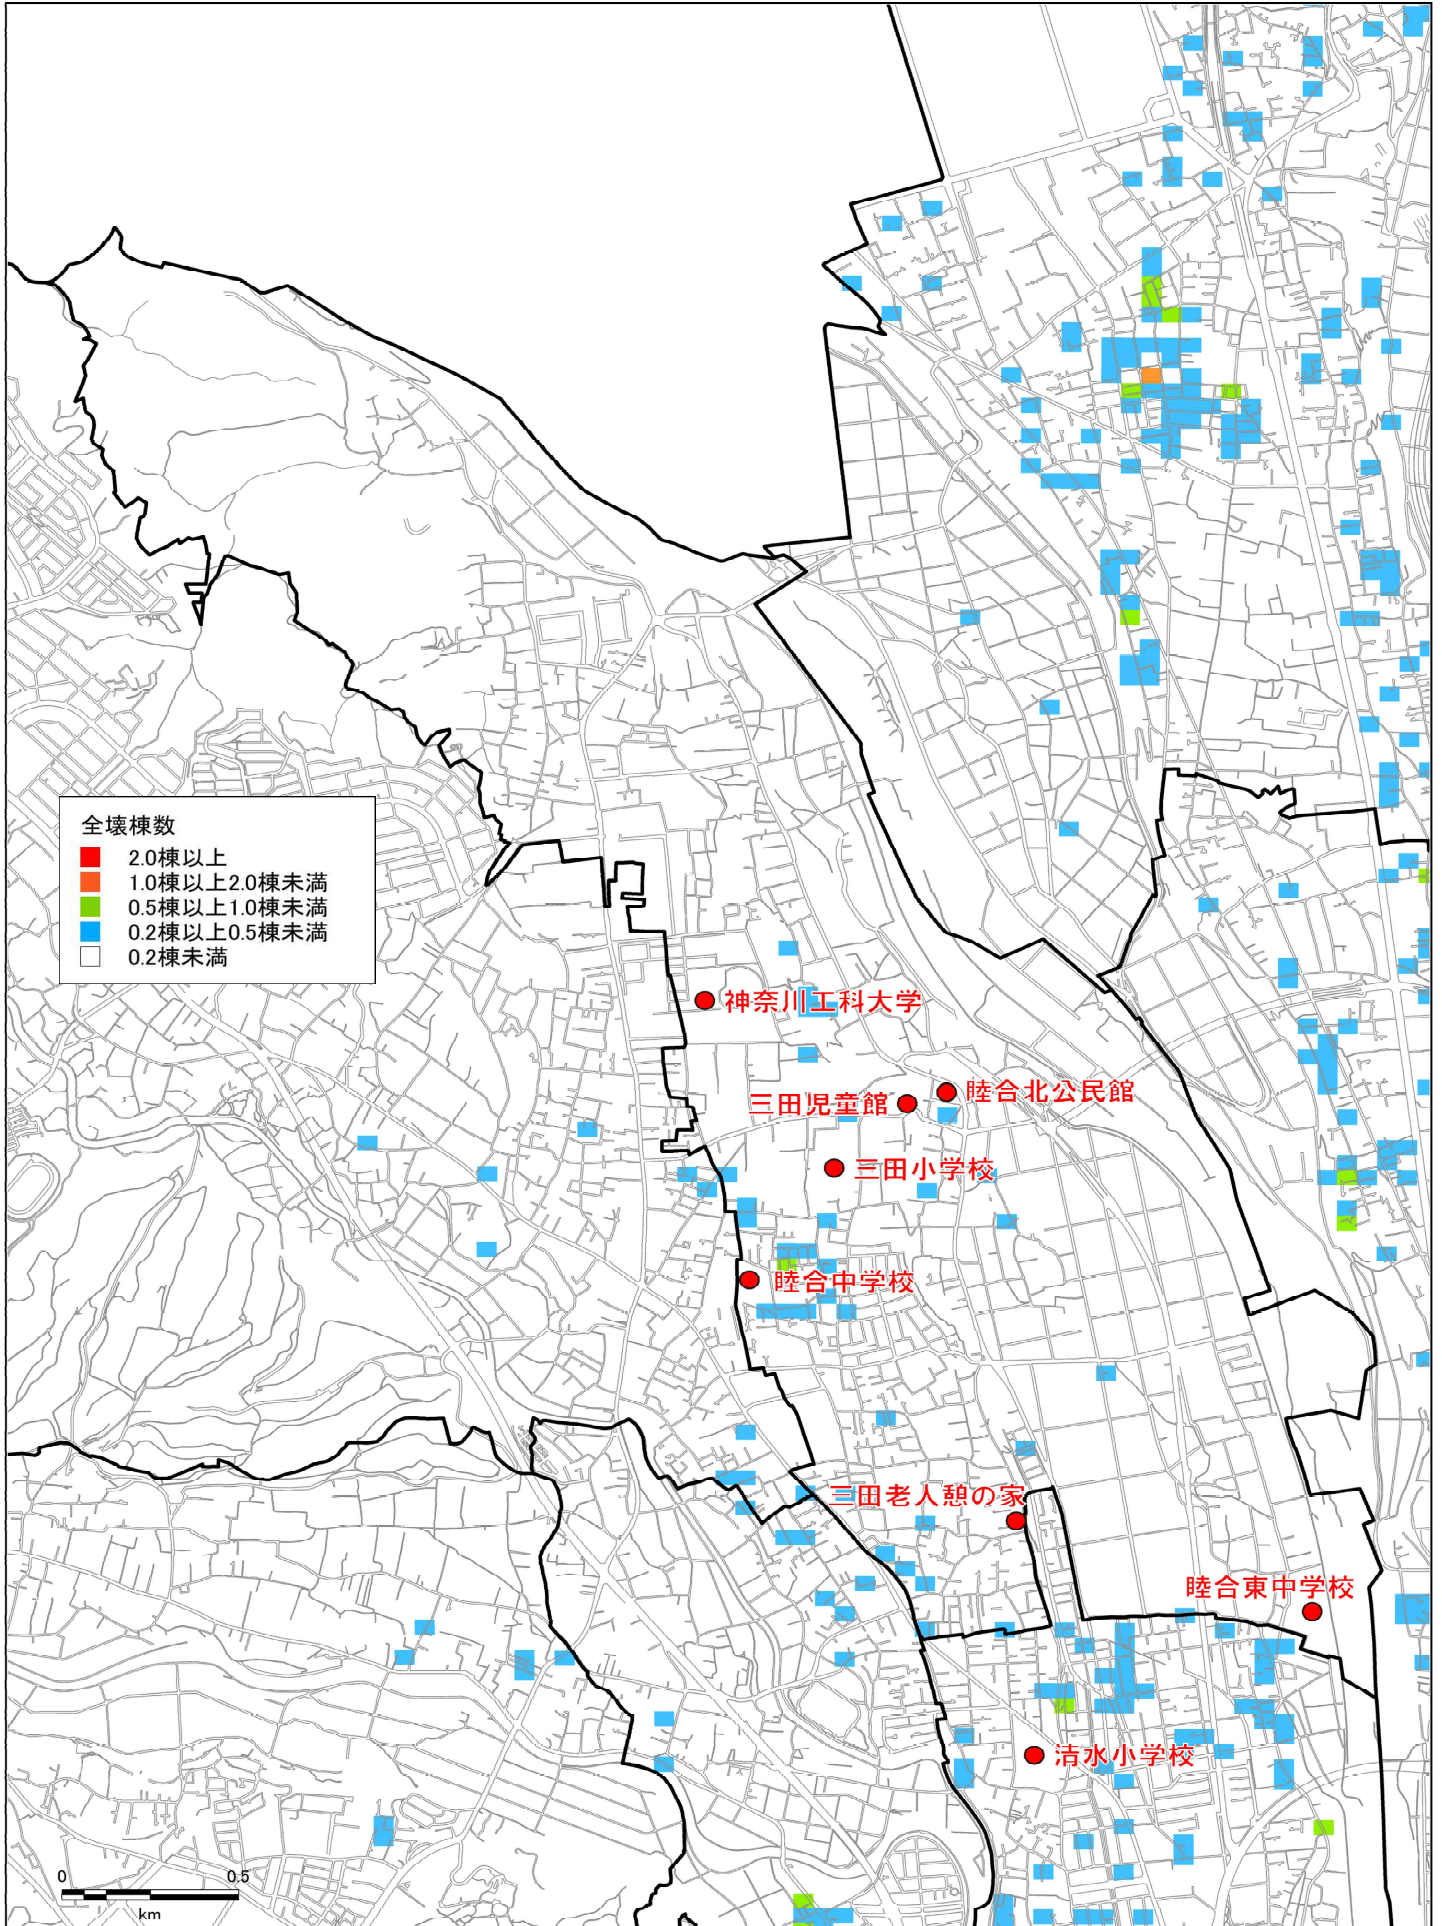 全壊棟数
2.0棟以上
1.0棟以上2.0棟未満
0.5棟以上1.0棟未満
0.2棟以上0.5棟未満
0.2棟未満
神奈川工科大学
睦合北公民館
三田児童館
三田小学校
睦合中学校
三田老人憩の家
睦合東中学校
清水小学校
0 0.5
km